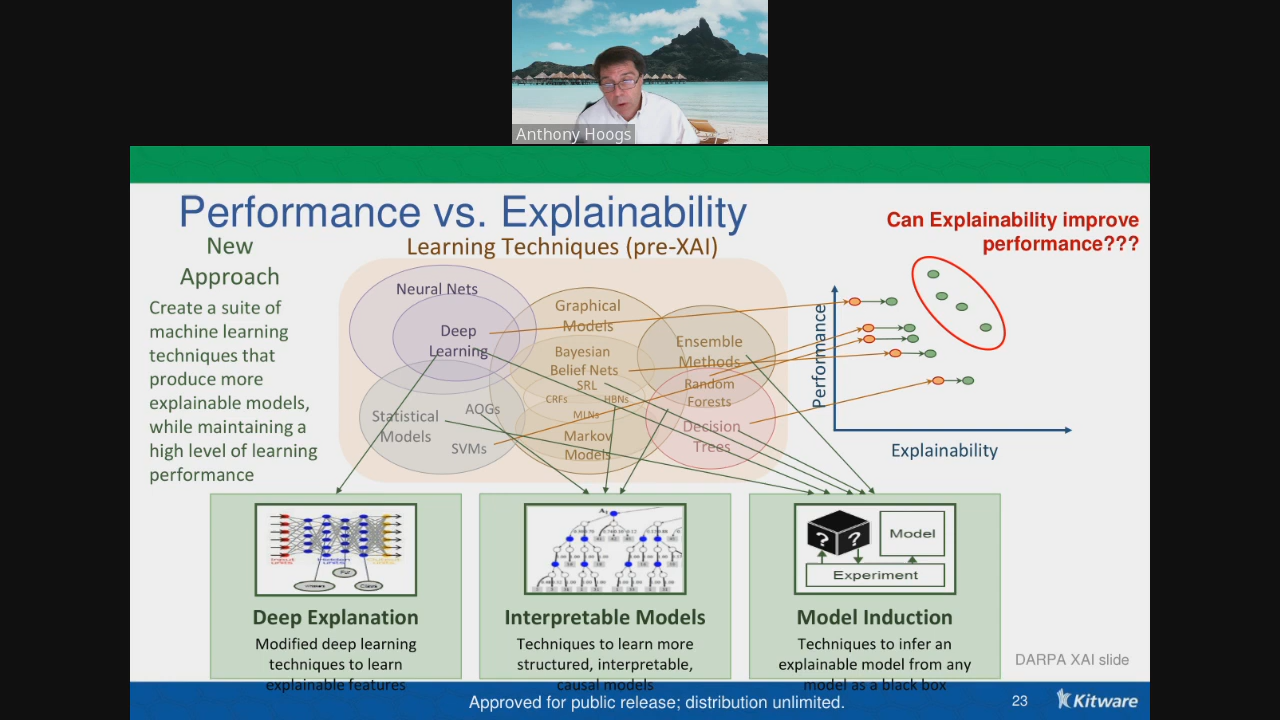 Anthony Hoogs
Performance vs. Explainability
Can Explainability improve
performance???
New
Approach
Create a suite of
machine learning
techniques that
produce more
explainable models,
while maintaining a
high level of learning
performance
Learning Techniques (pre-XAI)
Neural Nets
Deep
Learning
Graphical
Models
Bayesian
Belief Nets
SRL
CRFs
HBNs
MLNs
Markov
Models
Ensemble
Methods
Random
Forests
Decision
Trees
Statistical
Models
AOGs
SVMs
Performance
Explainability
Deep Explanation
Modified deep learning
techniques to learn
explainable features
Interpretable Models
Techniques to learn more
structured, interpretable,
causal models
? ?
Model
Experiment
Model Induction
Techniques to infer an
explainable model from any
model as a black box
DARPA XAI slide
Approved for public release; distribution unlimited.
23
Kitware